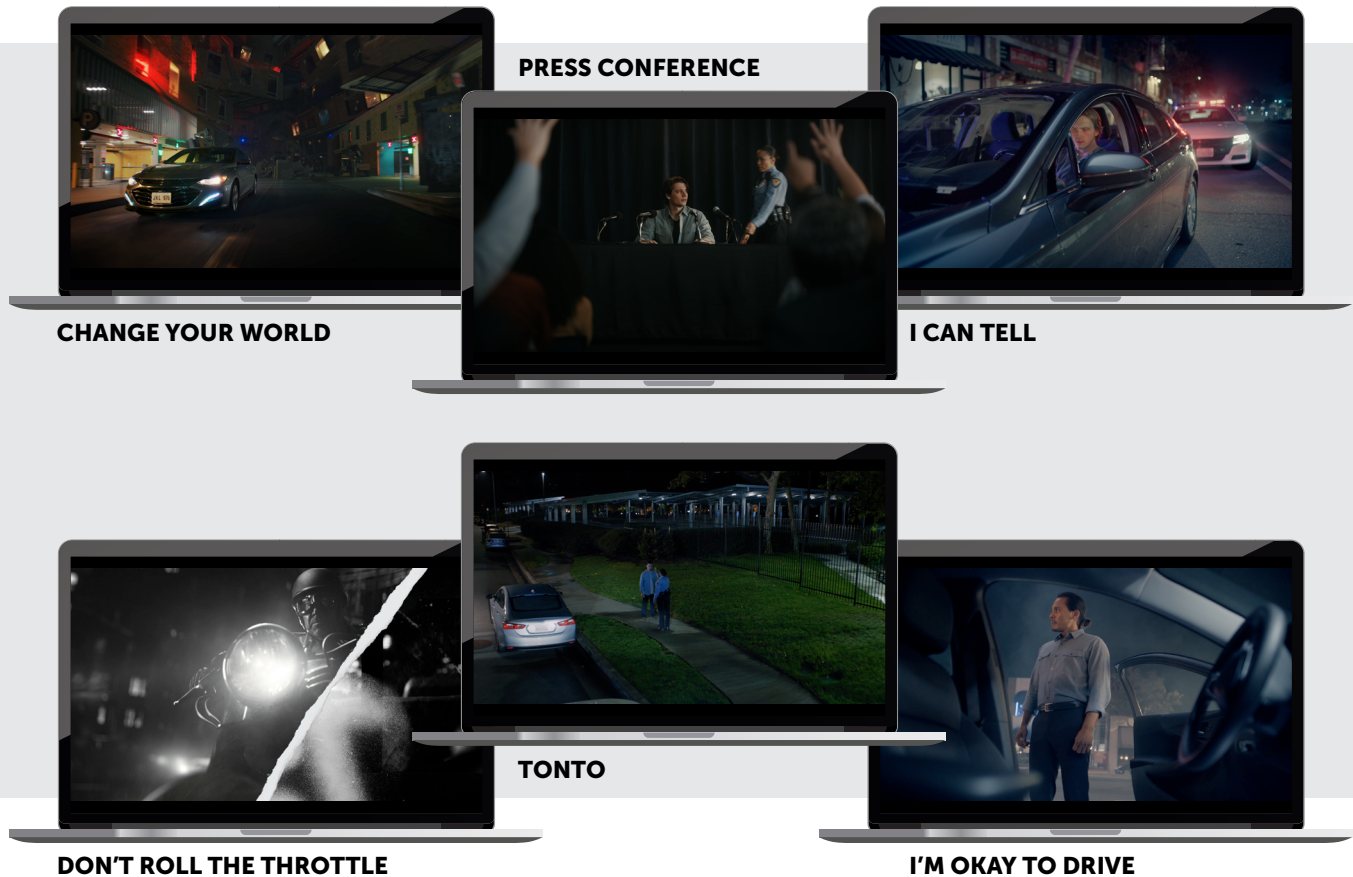 PRESS CONFERENCE
CHANGE YOUR WORLD
I CAN TELL
TONTO
DON'T ROLL THE THROTTLE
I'M OKAY TO DRIVE